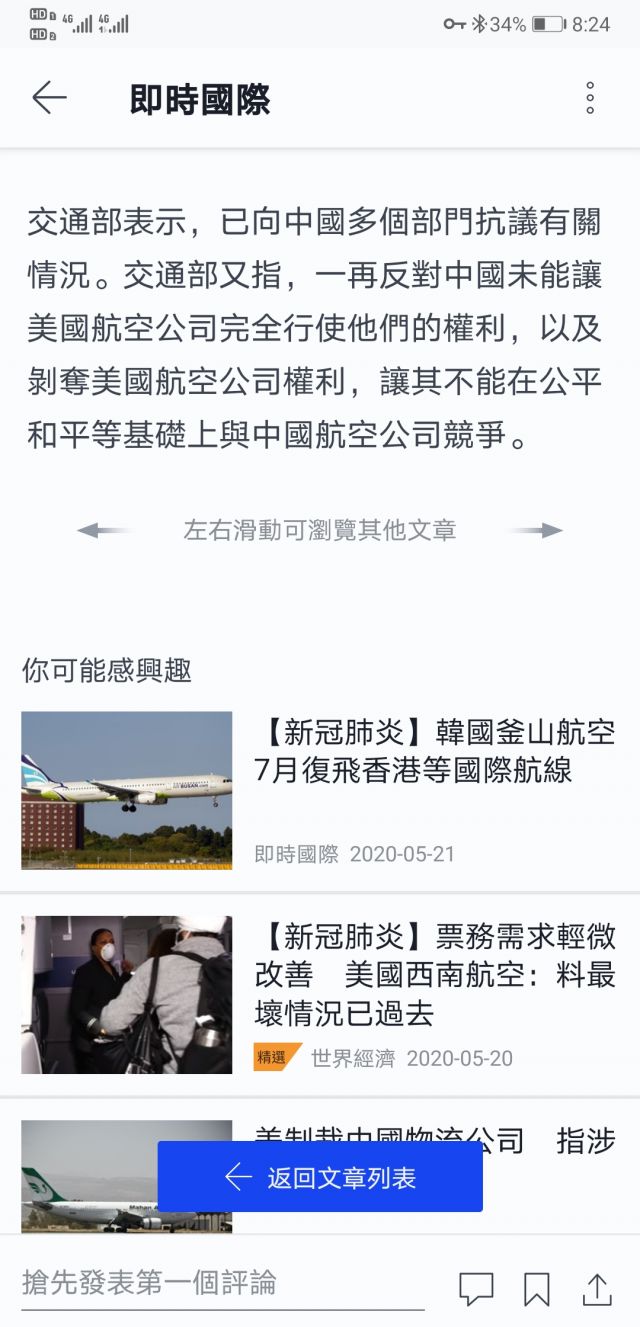 HD 1 4G 4G 34% 8:24
HD 2
即時國際
交通部表示，已向中國多個部門抗議有關
情況。交通部又指，一再反對中國未能讓
美國航空公司完全行使他們的權利，以及
剝奪美國航空公司權利，讓其不能在公平
和平等基礎上與中國航空公司競爭。
左右滑動可瀏覽其他文章
你可能感興趣
【新冠肺炎】韓國釜山航空
7月復飛香港等國際航線
即時國際 2020-05-21
【新冠肺炎】票務需求輕微
改善　美國西南航空：料最
壞情況已過去
精選 世界經濟 2020-05-20
美制裁中國物流公司　指涉
返回文章列表
搶先發表第一個評論